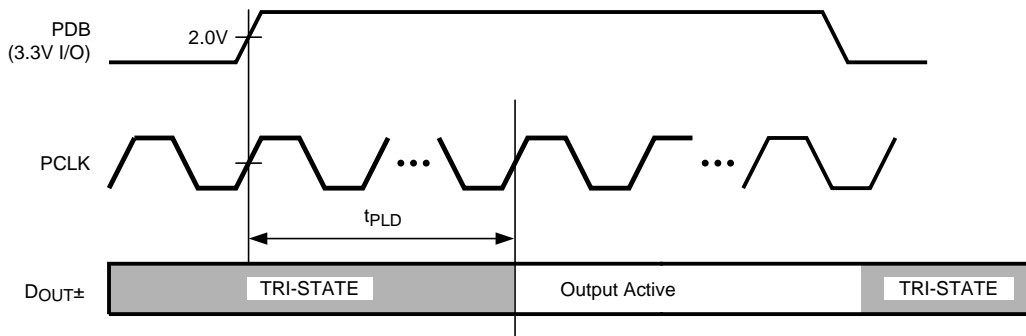 PDB
(3.3V I/O)
2.0V
PCLK
tPLD
DOUT±
TRI-STATE
Output Active
TRI-STATE